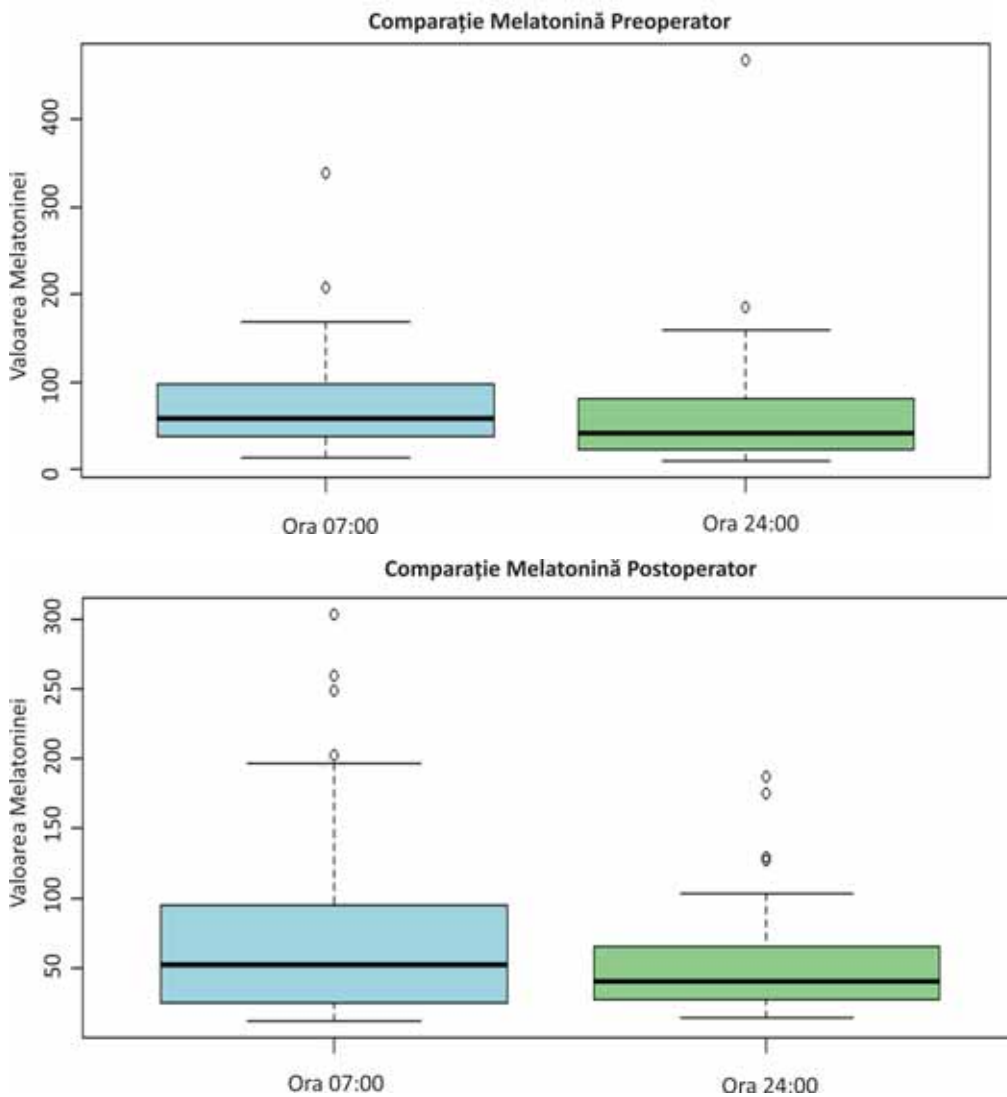 Comparație Melatonină Preoperator
Valoarea Melatoninei
400
300
200
100
0
Ora 07:00
Ora 24:00
Comparație Melatonină Postoperator
Valoarea Melatoninei
300
250
200
150
100
50
Ora 07:00
Ora 24:00